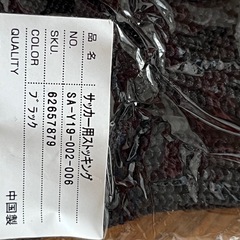 品名 サッカー用ストッキング
NO. SA-Y19-002-006
SKU 62657879
COLOR ブラック
QUALITY
中国製